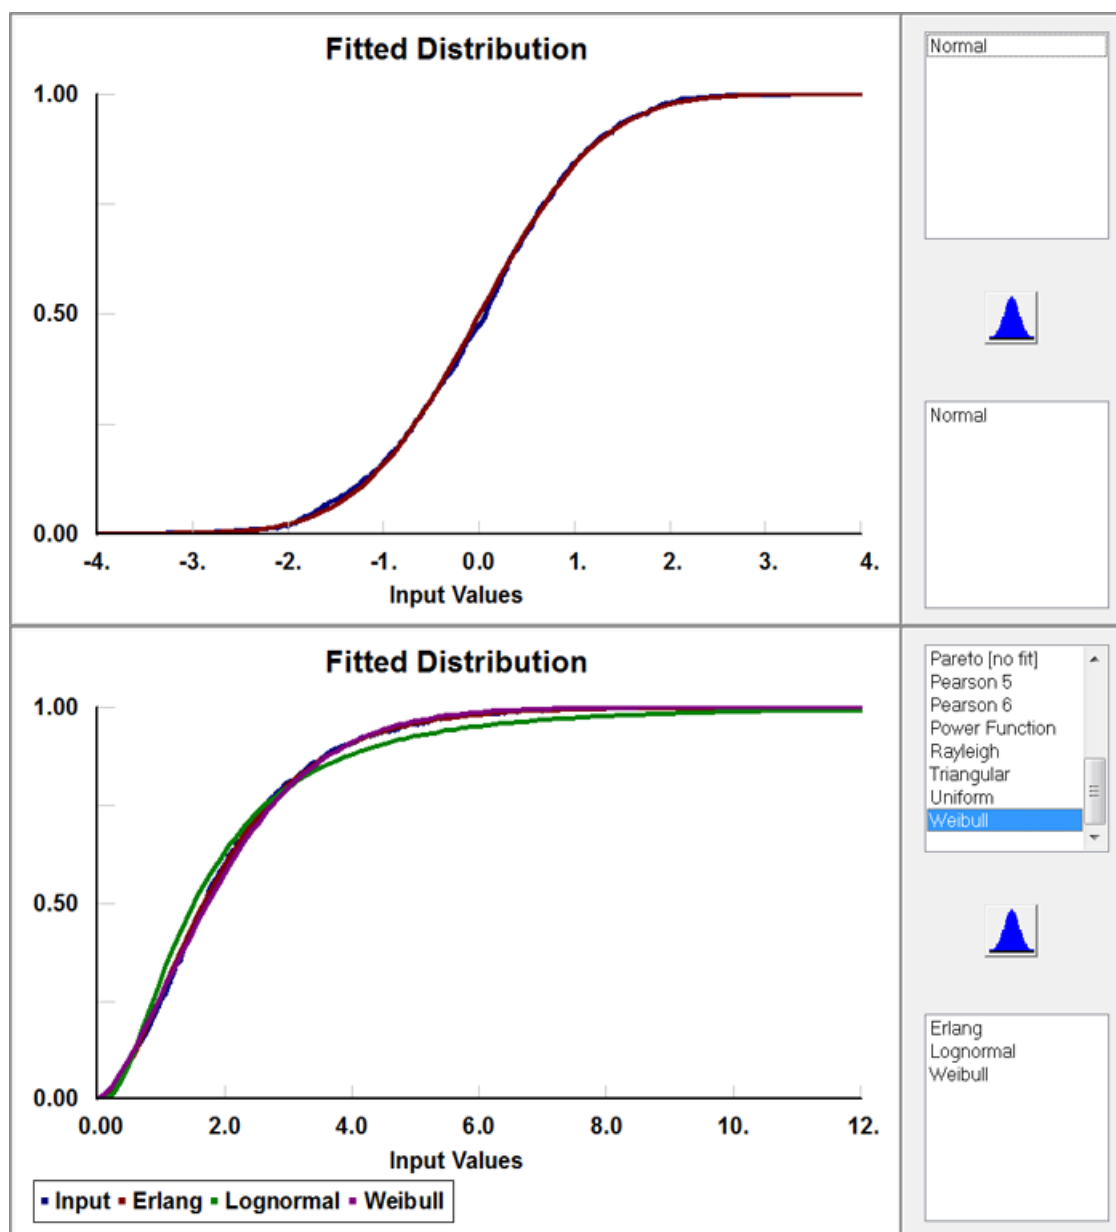 Fitted Distribution
1.00
0.50
0.00
-4. -3. -2. -1. 0.0 1. 2. 3. 4.
Input Values
Normal
Normal
Fitted Distribution
1.00
0.50
0.00
0.00 2.0 4.0 6.0 8.0 10. 12.
Input Values
Input Erlang Lognormal Weibull
Pareto [no fit]
Pearson 5
Pearson 6
Power Function
Rayleigh
Triangular
Uniform
Weibull
Erlang
Lognormal
Weibull